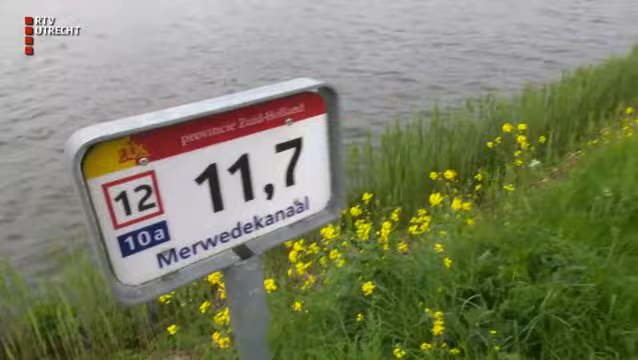 RTV
UTRECHT
provincie Zuid-Holland
12
11,7
10a
Merwedekanaal